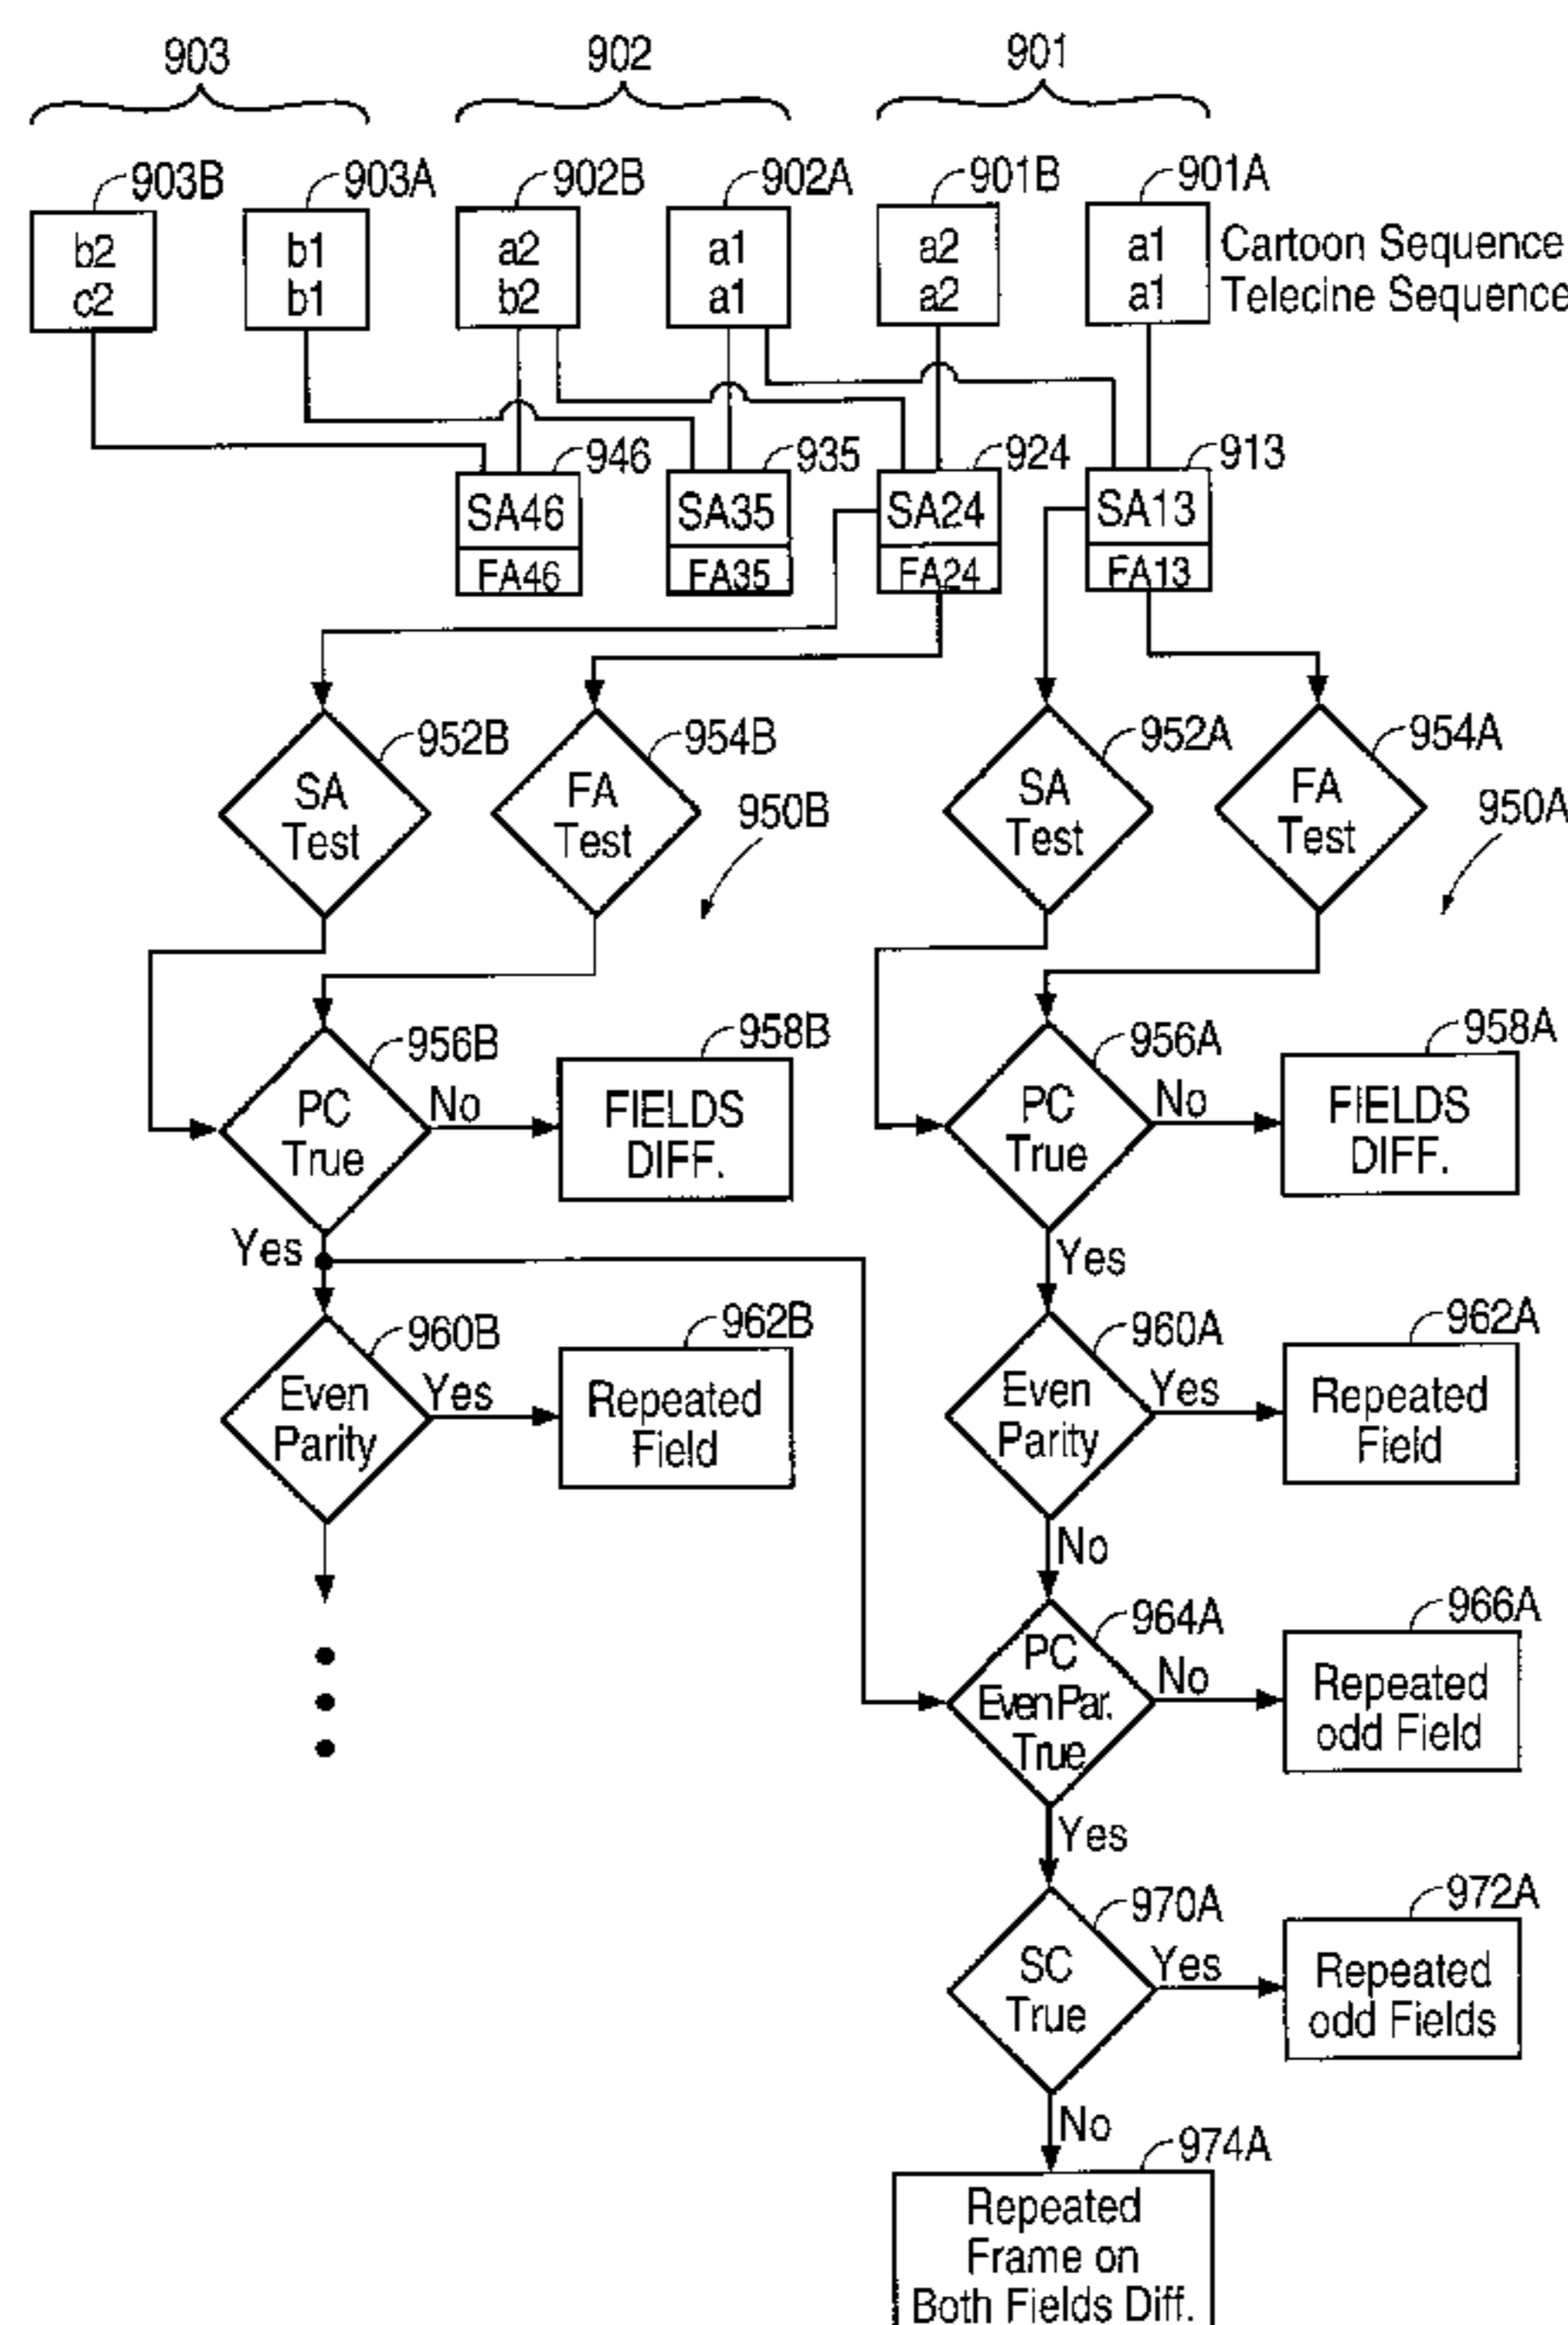 903
902
901
903B
903A
902B
902A
901B
901A
b2
c2
b1
b1
a2
b2
a1
a1
a2
a2
a1
a1
Cartoon Sequence
Telecine Sequence
946
935
924
913
SA46
FA46
SA35
FA35
SA24
FA24
SA13
FA13
952B
954B
952A
954A
SA
Test
FA
Test
950B
SA
Test
FA
Test
950A
956B
958B
956A
958A
PC
True
No
FIELDS
DIFF.
PC
True
No
FIELDS
DIFF.
Yes
Yes
960B
962B
960A
962A
Even
Parity
Yes
Repeated
Field
Even
Parity
Yes
Repeated
Field
No
964A
966A
PC
Even Par.
True
No
Repeated
odd Field
Yes
970A
972A
SC
True
Yes
Repeated
odd Fields
No
974A
Repeated
Frame on
Both Fields Diff.